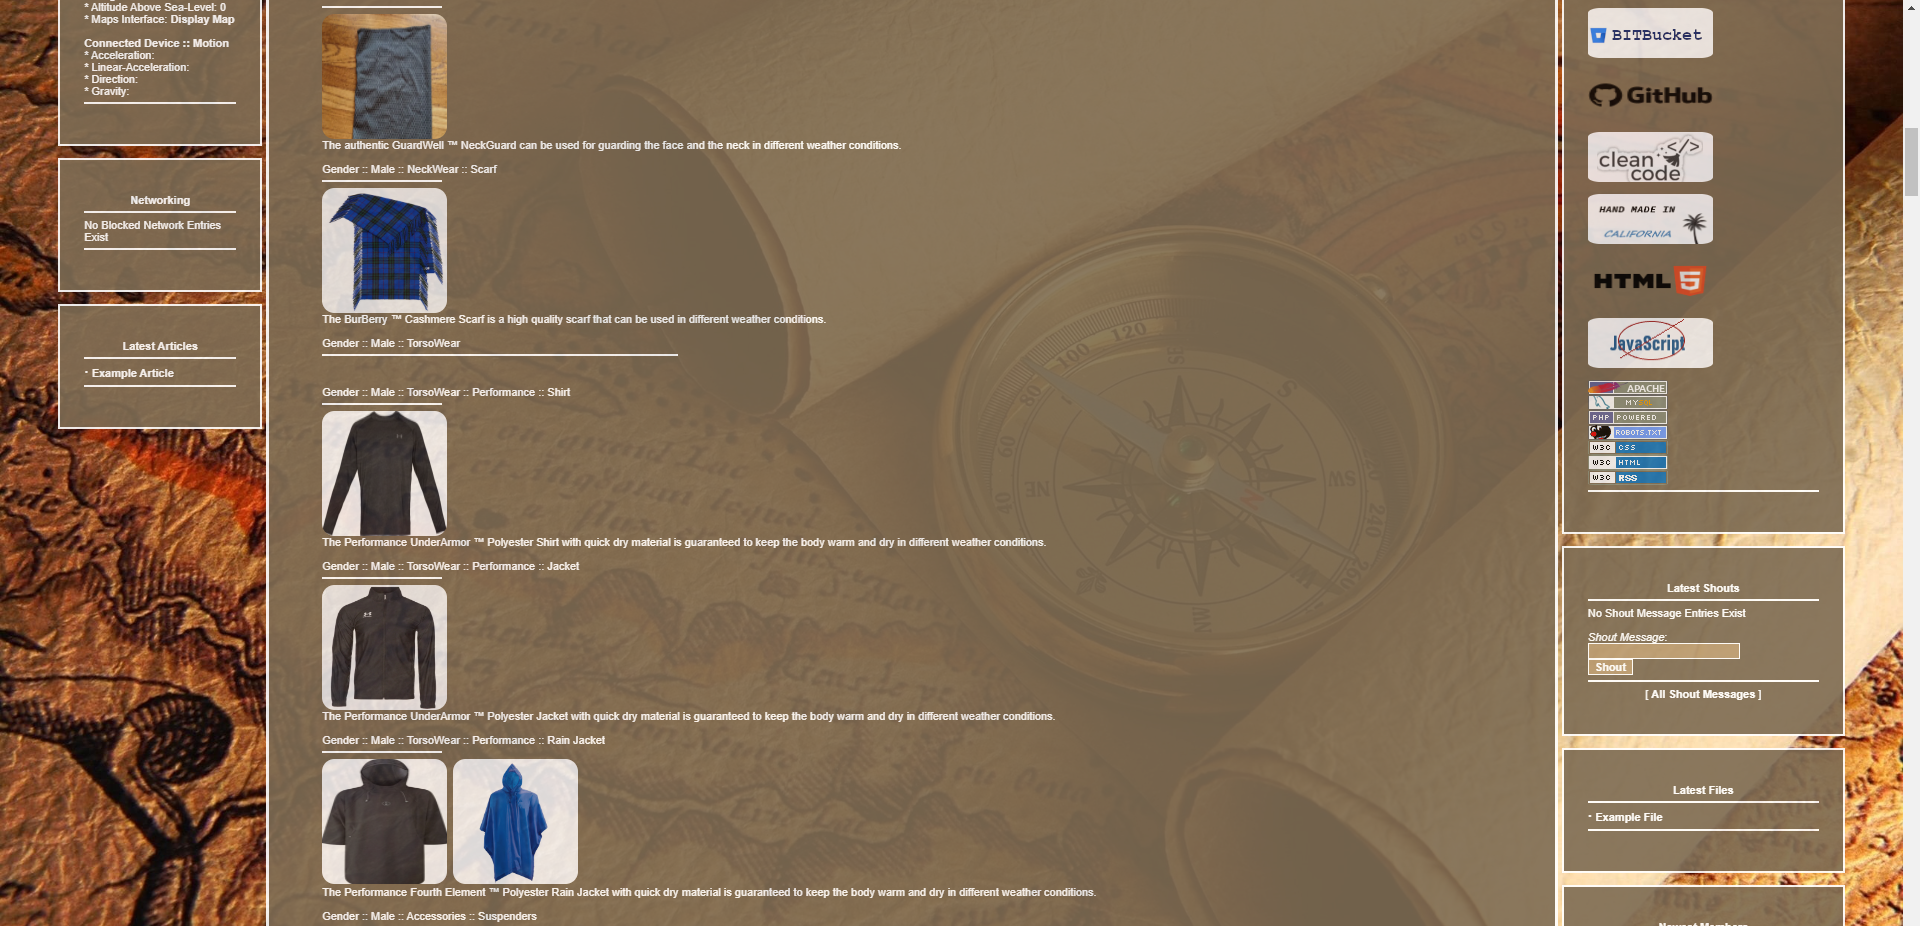 * Altitude Above Sea-Level: 0
* Maps Interface: Display Map
Connected Device :: Motion
* Acceleration:
* Linear-Acceleration:
* Direction:
* Gravity:
Networking
No Blocked Network Entries
Exist
Latest Articles
· Example Article
The authentic GuardWell ™ NeckGuard can be used for guarding the face and the neck in different weather conditions.
Gender :: Male :: NeckWear :: Scarf
The BurBerry ™ Cashmere Scarf is a high quality scarf that can be used in different weather conditions.
Gender :: Male :: TorsoWear
Gender :: Male :: TorsoWear :: Performance :: Shirt
The Performance UnderArmor ™ Polyester Shirt with quick dry material is guaranteed to keep the body warm and dry in different weather conditions.
Gender :: Male :: TorsoWear :: Performance :: Jacket
The Performance UnderArmor ™ Polyester Jacket with quick dry material is guaranteed to keep the body warm and dry in different weather conditions.
Gender :: Male :: TorsoWear :: Performance :: Rain Jacket
The Performance Fourth Element ™ Polyester Rain Jacket with quick dry material is guaranteed to keep the body warm and dry in different weather conditions.
Gender :: Male :: Accessories :: Suspenders
BITBucket
GitHub
clean </>
code
HAND MADE IN
CALIFORNIA
HTML 5
JavaScript
APACHE
MYSQL
PHP POWERED
ROBOTS.TXT
W3C CSS
W3C HTML
W3C RSS
Latest Shouts
No Shout Message Entries Exist
Shout Message:
Shout
[ All Shout Messages ]
Latest Files
· Example File
Newest Members